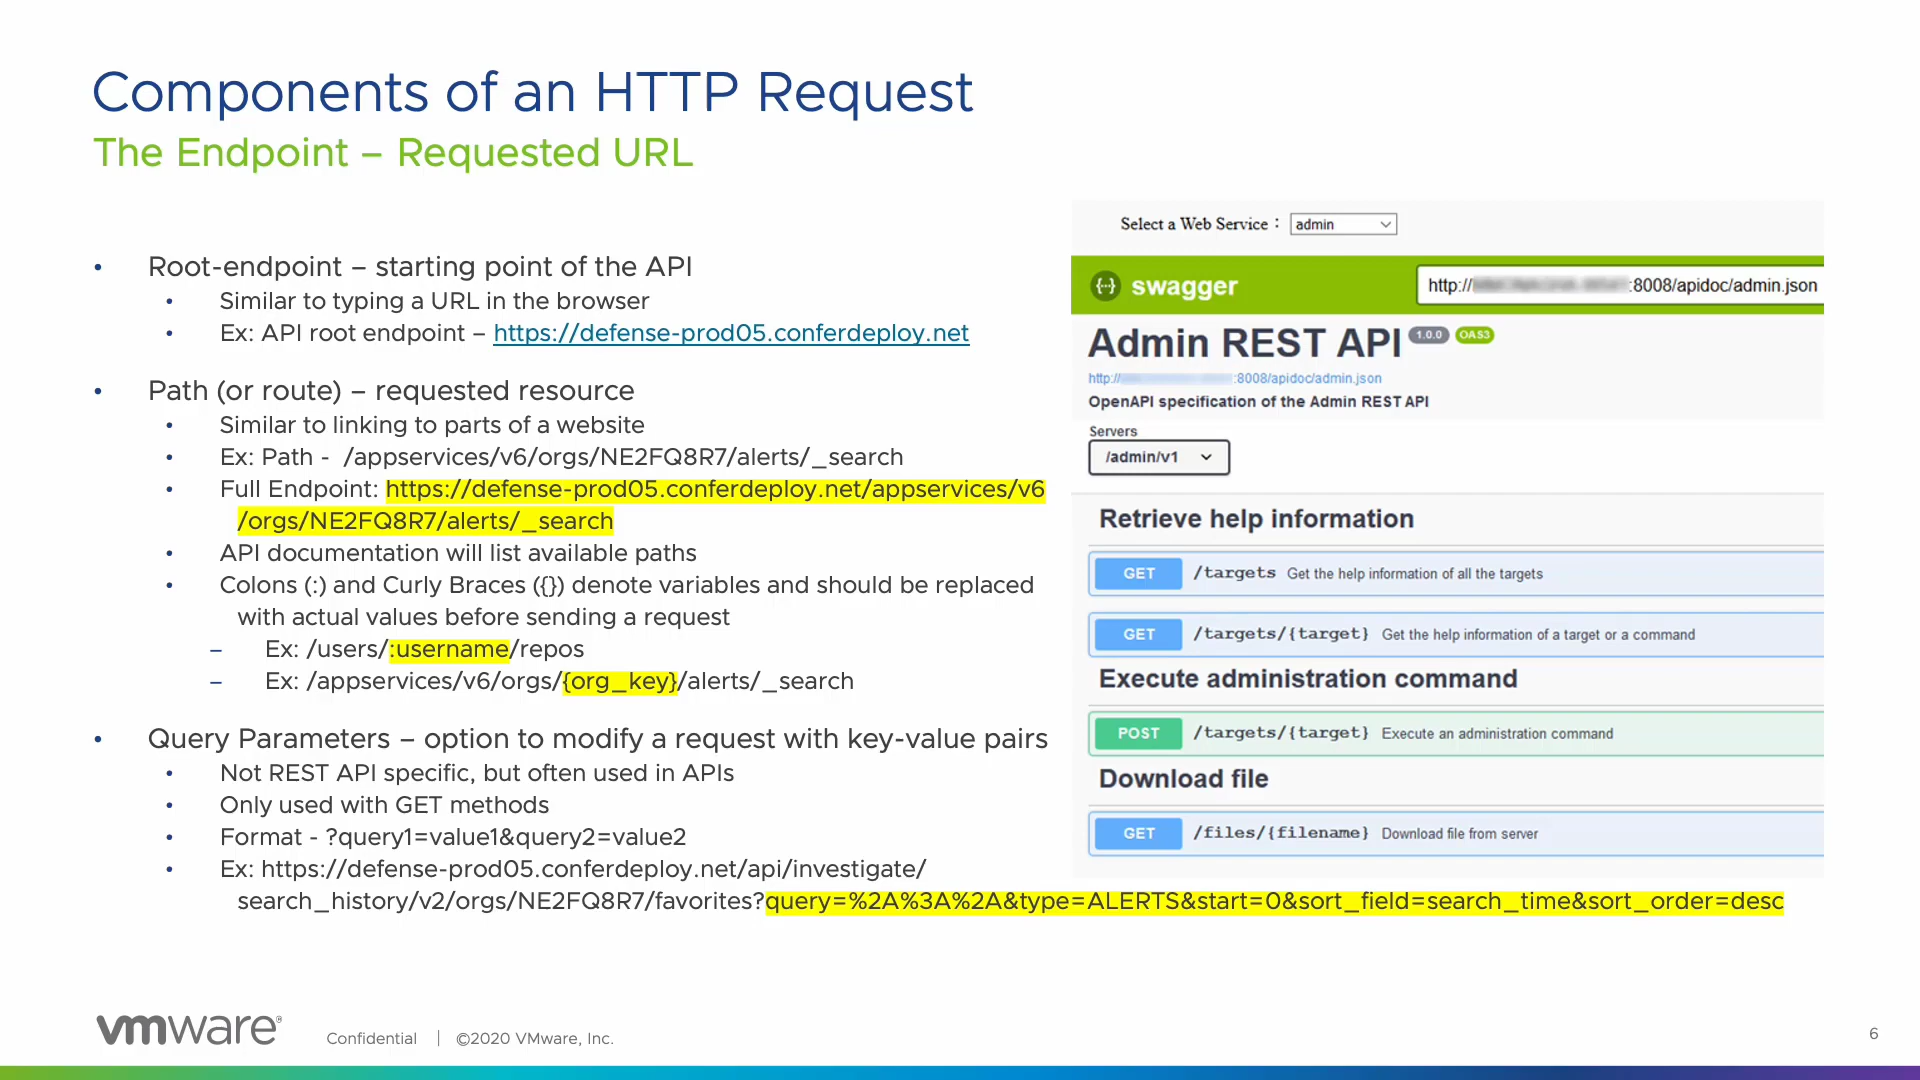 Components of an HTTP Request
The Endpoint – Requested URL
• Root-endpoint – starting point of the API
• Similar to typing a URL in the browser
• Ex: API root endpoint – https://defense-prod05.conferdeploy.net
• Path (or route) – requested resource
• Similar to linking to parts of a website
• Ex: Path - /appservices/v6/orgs/NE2FQ8R7/alerts/_search
• Full Endpoint: https://defense-prod05.conferdeploy.net/appservices/v6
/orgs/NE2FQ8R7/alerts/_search
• API documentation will list available paths
• Colons (:) and Curly Braces ({}) denote variables and should be replaced
with actual values before sending a request
– Ex: /users/:username/repos
– Ex: /appservices/v6/orgs/{org_key}/alerts/_search
• Query Parameters – option to modify a request with key-value pairs
• Not REST API specific, but often used in APIs
• Only used with GET methods
• Format - ?query1=value1&query2=value2
• Ex: https://defense-prod05.conferdeploy.net/api/investigate/
search_history/v2/orgs/NE2FQ8R7/favorites?query=%2A%3A%2A&type=ALERTS&start=0&sort_field=search_time&sort_order=desc
Select a Web Service : admin
{··} swagger http:// :8008/apidoc/admin.json
Admin REST API 1.0.0 OAS3
http:// :8008/apidoc/admin.json
OpenAPI specification of the Admin REST API
Servers
/admin/v1
Retrieve help information
GET /targets Get the help information of all the targets
GET /targets/{target} Get the help information of a target or a command
Execute administration command
POST /targets/{target} Execute an administration command
Download file
GET /files/{filename} Download file from server
vmware® Confidential | ©2020 VMware, Inc. 6